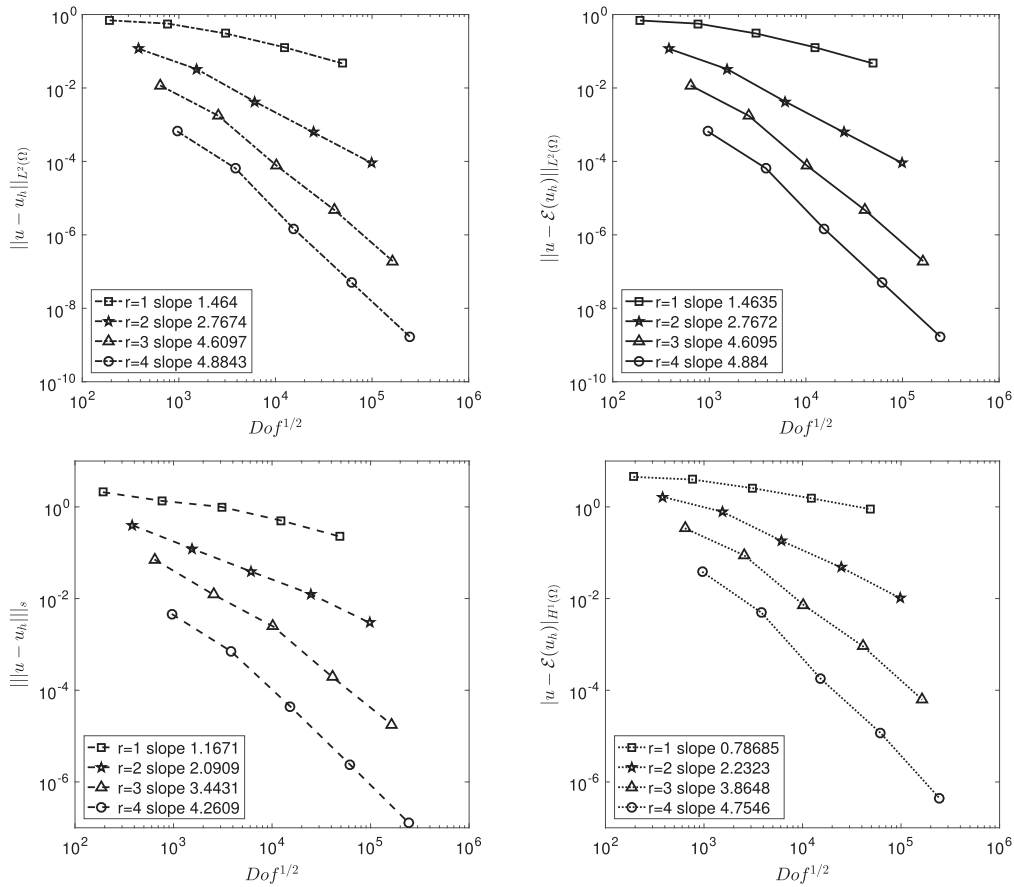 10^0
10^-2
10^-4
10^-6
10^-8
10^-10
||u − u_h||_{L^2(Ω)}
r=1 slope 1.464
r=2 slope 2.7674
r=3 slope 4.6097
r=4 slope 4.8843
10^2 10^3 10^4 10^5 10^6
Dof^{1/2}
10^0
10^-2
10^-4
10^-6
10^-8
10^-10
||u − ℰ(u_h)||_{L^2(Ω)}
r=1 slope 1.4635
r=2 slope 2.7672
r=3 slope 4.6095
r=4 slope 4.884
10^2 10^3 10^4 10^5 10^6
Dof^{1/2}
10^0
10^-2
10^-4
10^-6
|||u − u_h|||_s
r=1 slope 1.1671
r=2 slope 2.0909
r=3 slope 3.4431
r=4 slope 4.2609
10^2 10^3 10^4 10^5 10^6
Dof^{1/2}
10^0
10^-2
10^-4
10^-6
|u − ℰ(u_h)|_{H^1(Ω)}
r=1 slope 0.78685
r=2 slope 2.2323
r=3 slope 3.8648
r=4 slope 4.7546
10^2 10^3 10^4 10^5 10^6
Dof^{1/2}